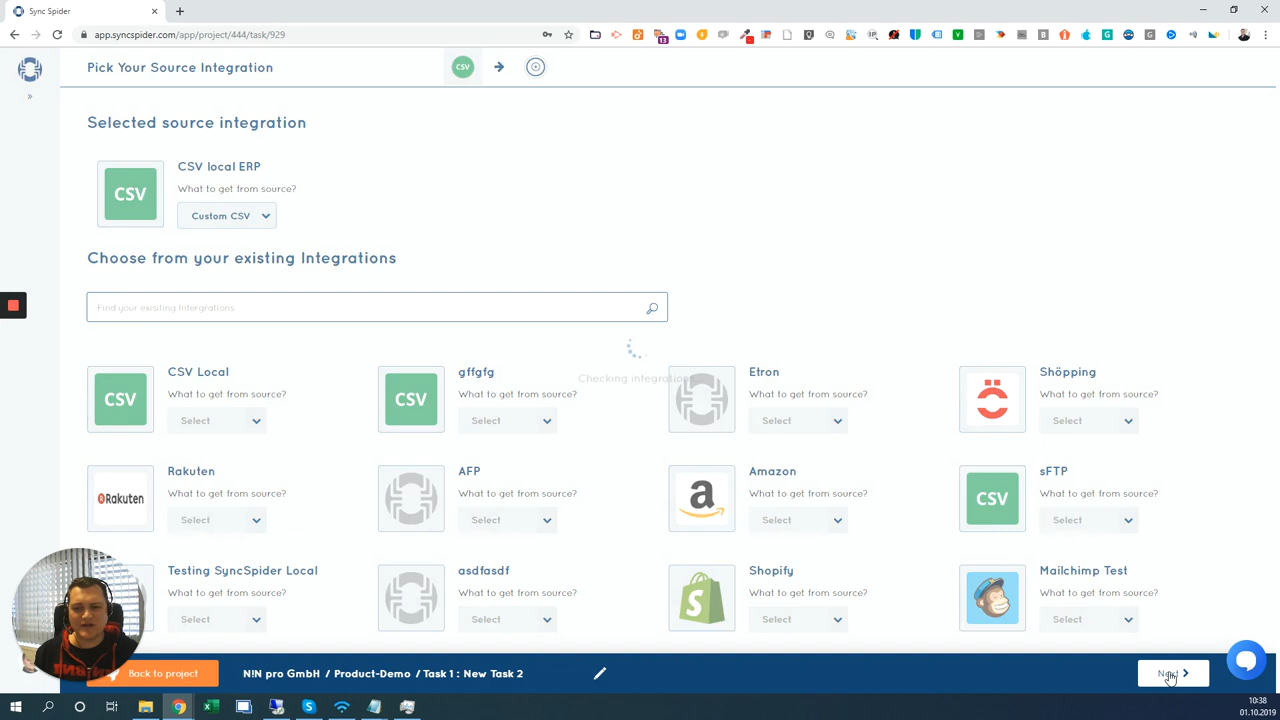 Sync Spider
app.syncspider.com/app/project/444/task/929
Pick Your Source Integration
CSV
Selected source integration
CSV
CSV local ERP
What to get from source?
Custom CSV
Choose from your existing Integrations
Find your exisiting Intergrations
Checking integrations
CSV
CSV Local
What to get from source?
Select
CSV
gffgfg
What to get from source?
Select
Etron
What to get from source?
Select
Shöpping
What to get from source?
Select
Rakuten
Rakuten
What to get from source?
Select
AFP
What to get from source?
Select
Amazon
What to get from source?
Select
CSV
sFTP
What to get from source?
Select
Testing SyncSpider Local
What to get from source?
Select
asdfasdf
What to get from source?
Select
Shopify
What to get from source?
Select
Mailchimp Test
What to get from source?
Select
Back to project
N!N pro GmbH / Product-Demo / Task 1 : New Task 2
Next
10:38
01.10.2019